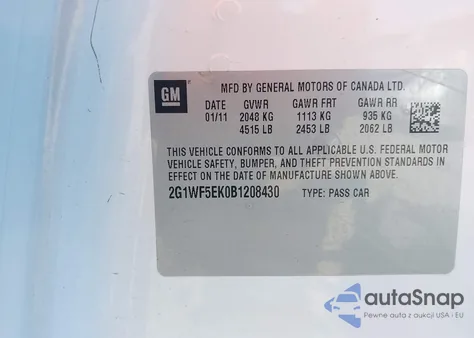 GM
MFD BY GENERAL MOTORS OF CANADA LTD.
DATE GVWR GAWR FRT GAWR RR
01/11 2048 KG 1113 KG 935 KG
4515 LB 2453 LB 2062 LB
THIS VEHICLE CONFORMS TO ALL APPLICABLE U.S. FEDERAL MOTOR
VEHICLE SAFETY, BUMPER, AND THEFT PREVENTION STANDARDS IN
EFFECT ON THE DATE OF MANUFACTURE SHOWN ABOVE.
2G1WF5EK0B1208430 TYPE: PASS CAR
autoSnap
Pewne auta z aukcji USA i EU